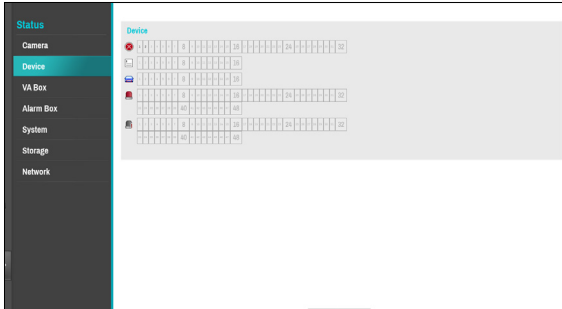 Status
Device
Camera
8 16 24 32
Device
8 16
VA Box
8 16
8 16 24 32
Alarm Box
40 48
System
8 16 24 32
40 48
Storage
Network